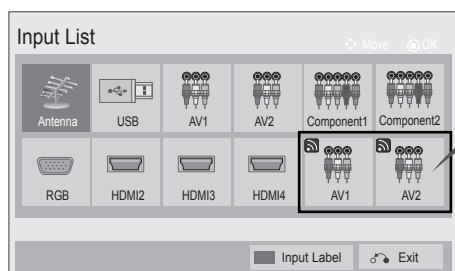 Input List
Move OK
Antenna USB AV1 AV2 Component1 Component2
RGB HDMI2 HDMI3 HDMI4 AV1 AV2
Input Label Exit